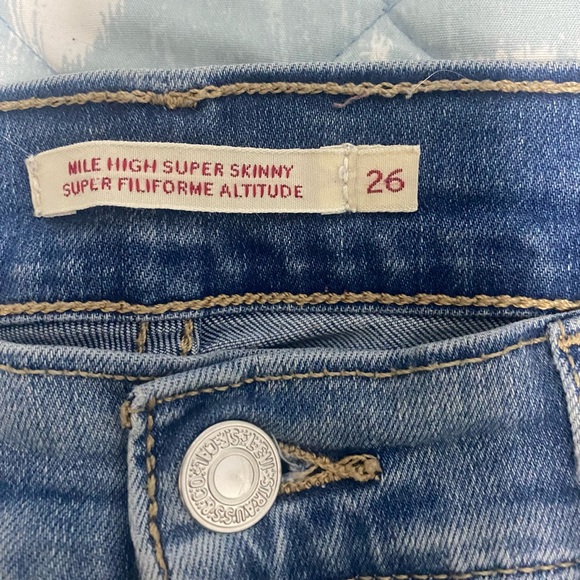 MILE HIGH SUPER SKINNY
SUPER FILIFORME ALTITUDE
26